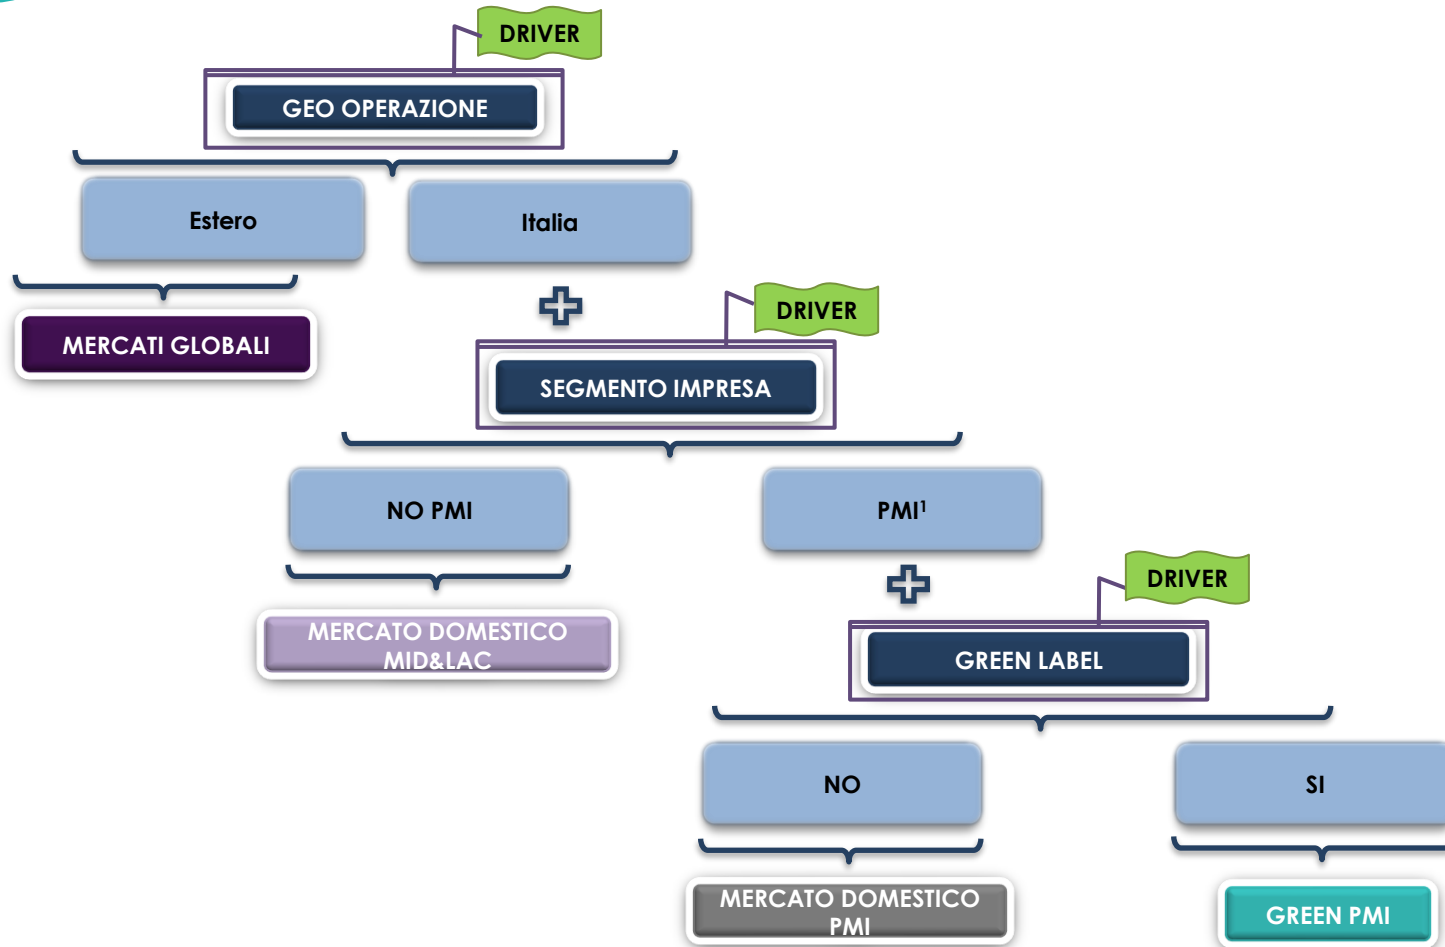 DRIVER
GEO OPERAZIONE
Estero
Italia
MERCATI GLOBALI
DRIVER
SEGMENTO IMPRESA
NO PMI
PMI¹
MERCATO DOMESTICO
MID&LAC
DRIVER
GREEN LABEL
NO
SI
MERCATO DOMESTICO
PMI
GREEN PMI